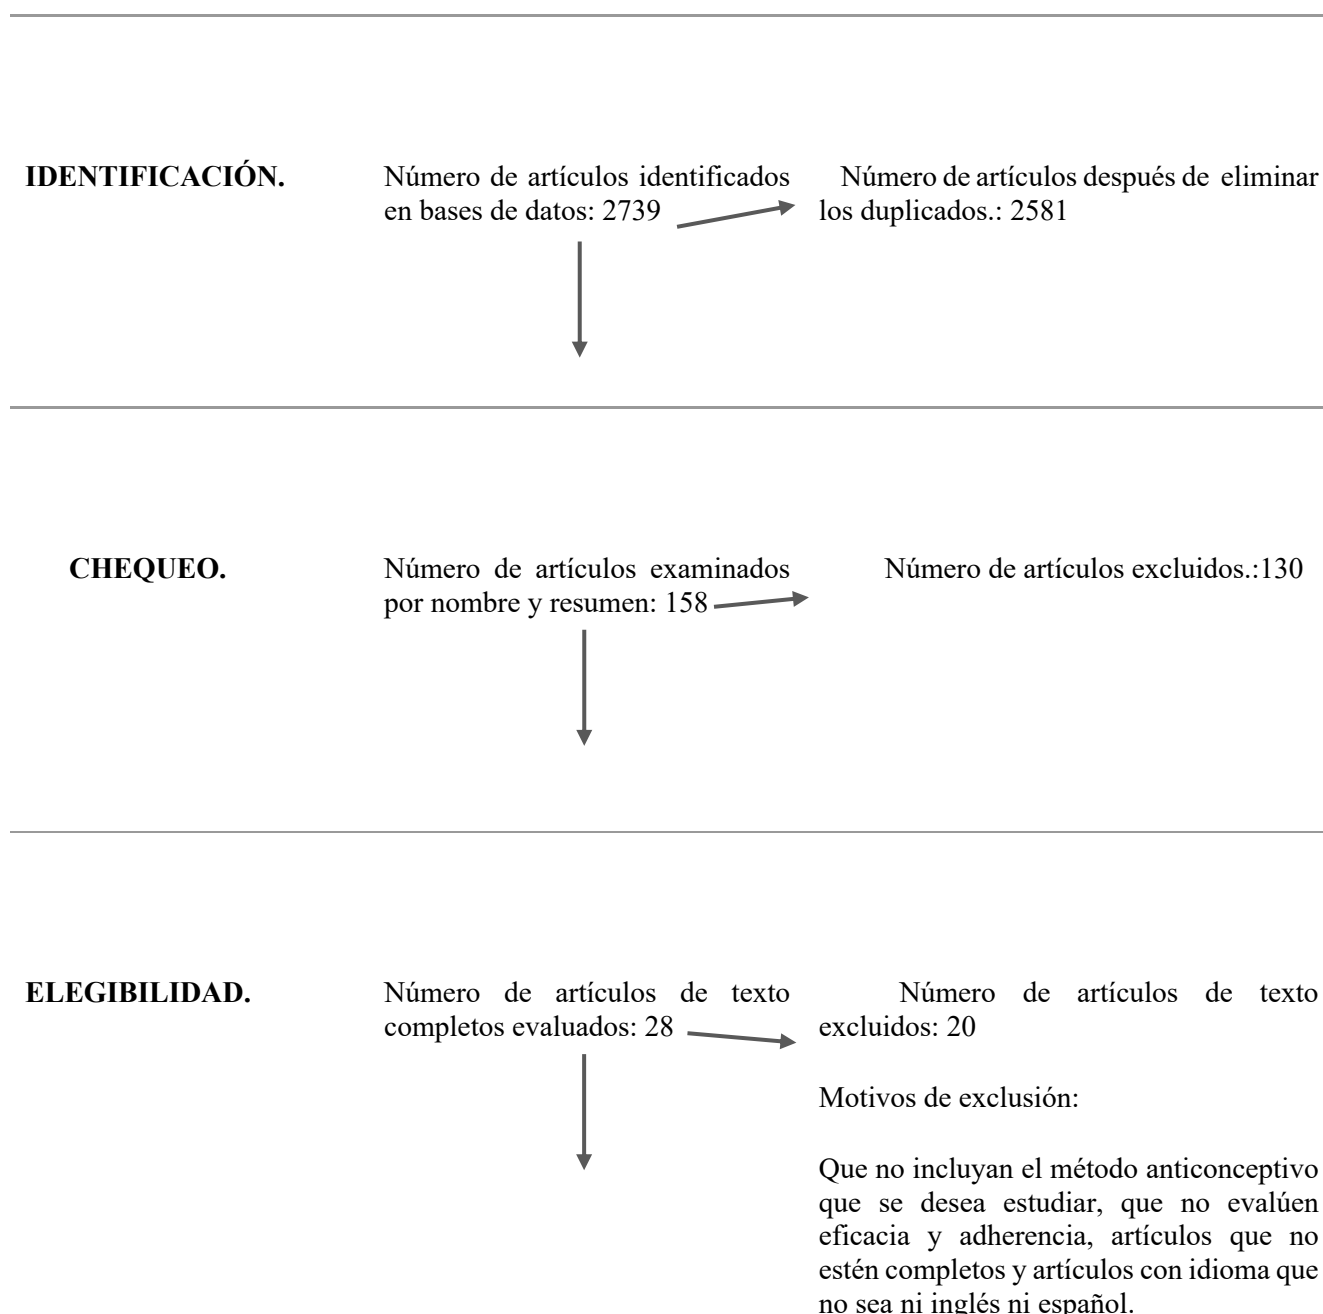 IDENTIFICACIÓN.
Número de artículos identificados
en bases de datos: 2739
Número de artículos después de eliminar
los duplicados.: 2581
CHEQUEO.
Número de artículos examinados
por nombre y resumen: 158
Número de artículos excluidos.:130
ELEGIBILIDAD.
Número de artículos de texto
completos evaluados: 28
Número de artículos de texto
excluidos: 20
Motivos de exclusión:
Que no incluyan el método anticonceptivo
que se desea estudiar, que no evalúen
eficacia y adherencia, artículos que no
estén completos y artículos con idioma que
no sea ni inglés ni español.